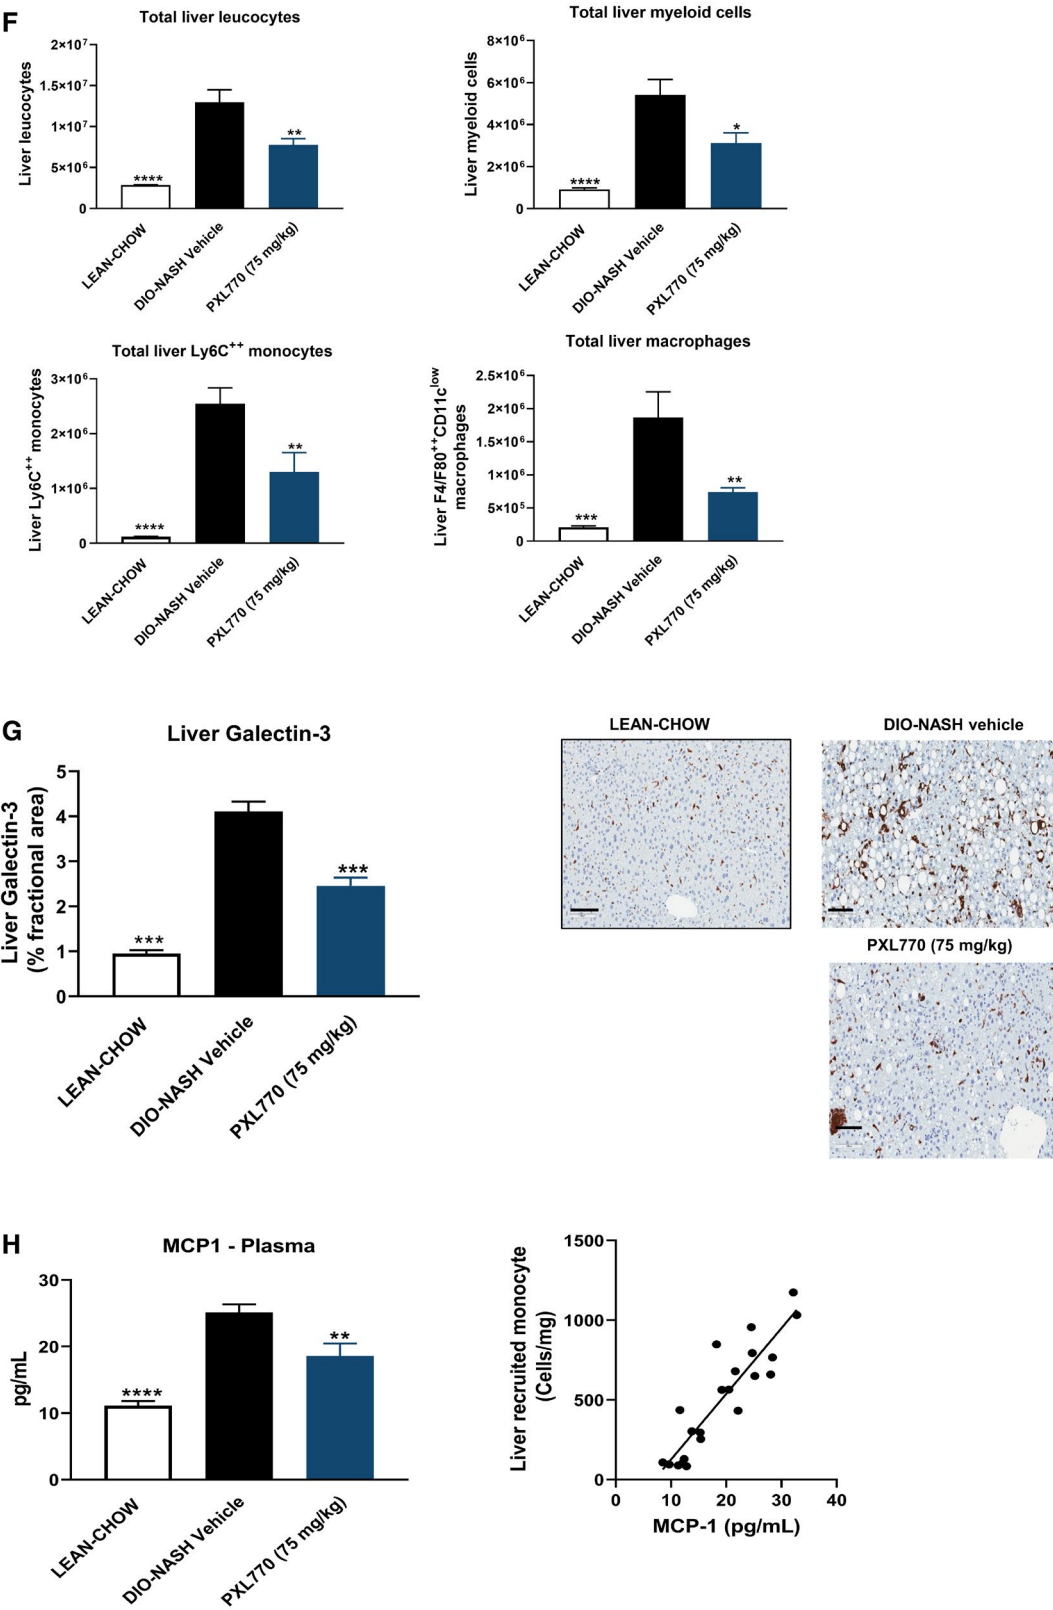 F
Total liver leucocytes
Liver leucocytes
2×10⁷
1.5×10⁷
1×10⁷
5×10⁶
0
****
**
LEAN-CHOW
DIO-NASH Vehicle
PXL770 (75 mg/kg)
Total liver myeloid cells
Liver myeloid cells
8×10⁶
6×10⁶
4×10⁶
2×10⁶
0
****
*
LEAN-CHOW
DIO-NASH Vehicle
PXL770 (75 mg/kg)
Total liver Ly6C⁺⁺ monocytes
Liver Ly6C⁺⁺ monocytes
3×10⁶
2×10⁶
1×10⁶
0
****
**
LEAN-CHOW
DIO-NASH Vehicle
PXL770 (75 mg/kg)
Total liver macrophages
Liver F4/F80⁺⁺CD11cˡᵒʷ
macrophages
2.5×10⁶
2×10⁶
1.5×10⁶
1×10⁶
5×10⁵
0
***
**
LEAN-CHOW
DIO-NASH Vehicle
PXL770 (75 mg/kg)
G
Liver Galectin-3
Liver Galectin-3
(% fractional area)
5
4
3
2
1
0
***
***
LEAN-CHOW
DIO-NASH Vehicle
PXL770 (75 mg/kg)
LEAN-CHOW
DIO-NASH vehicle
PXL770 (75 mg/kg)
H
MCP1 - Plasma
pg/mL
30
20
10
0
****
**
LEAN-CHOW
DIO-NASH Vehicle
PXL770 (75 mg/kg)
Liver recruited monocyte
(Cells/mg)
1500
1000
500
0
0 10 20 30 40
MCP-1 (pg/mL)